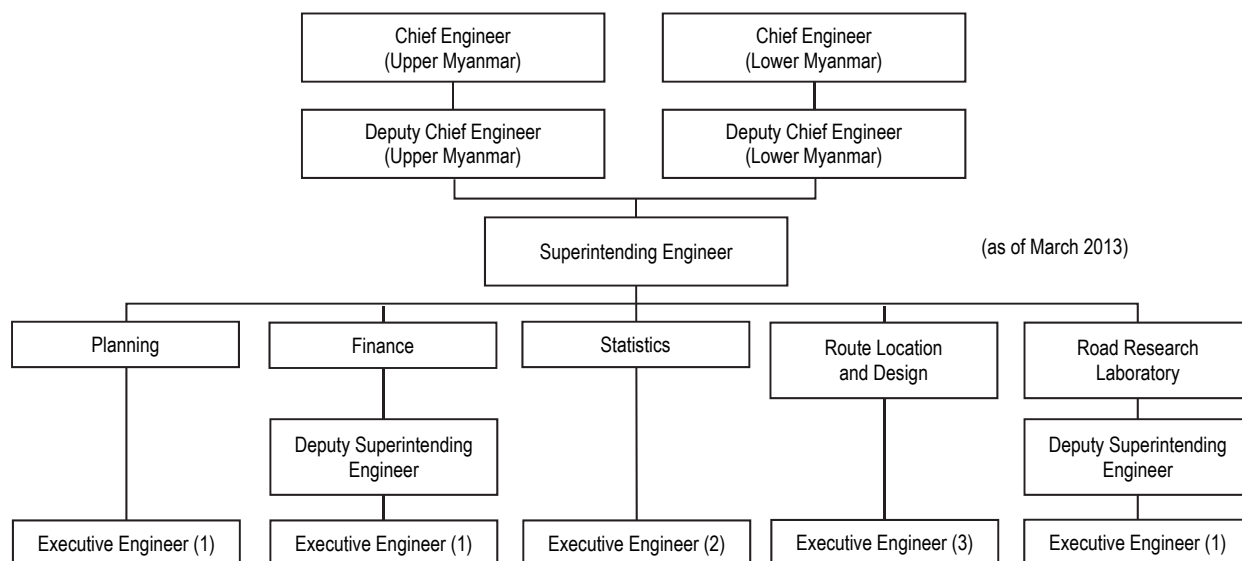 Chief Engineer
(Upper Myanmar)
Chief Engineer
(Lower Myanmar)
Deputy Chief Engineer
(Upper Myanmar)
Deputy Chief Engineer
(Lower Myanmar)
Superintending Engineer
(as of March 2013)
Planning
Finance
Statistics
Route Location
and Design
Road Research
Laboratory
Deputy Superintending
Engineer
Deputy Superintending
Engineer
Executive Engineer (1)
Executive Engineer (1)
Executive Engineer (2)
Executive Engineer (3)
Executive Engineer (1)